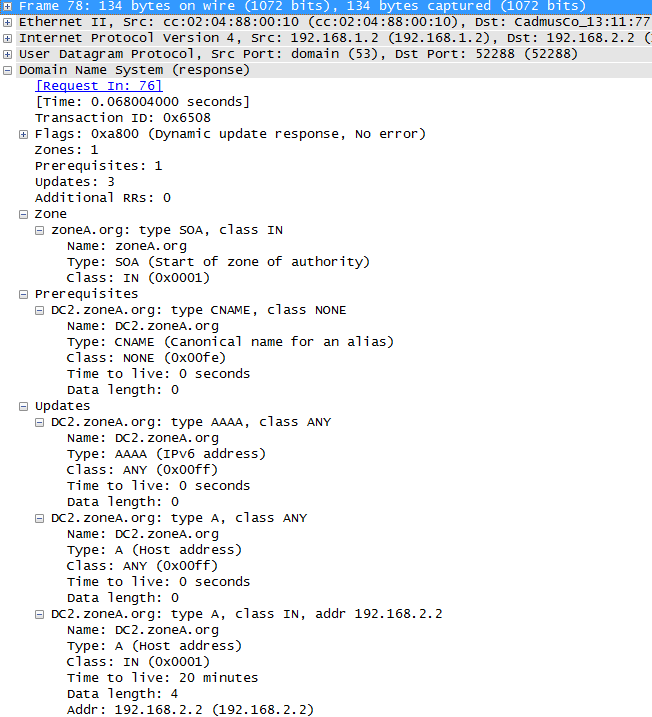 Frame 78: 134 bytes on wire (1072 bits), 134 bytes captured (1072 bits)
Ethernet II, Src: cc:02:04:88:00:10 (cc:02:04:88:00:10), Dst: CadmusCo_13:11:77
Internet Protocol Version 4, Src: 192.168.1.2 (192.168.1.2), Dst: 192.168.2.2 (
User Datagram Protocol, Src Port: domain (53), Dst Port: 52288 (52288)
Domain Name System (response)
[Request In: 76]
[Time: 0.068004000 seconds]
Transaction ID: 0x6508
Flags: 0xa800 (Dynamic update response, No error)
Zones: 1
Prerequisites: 1
Updates: 3
Additional RRs: 0
Zone
zoneA.org: type SOA, class IN
Name: zoneA.org
Type: SOA (Start of zone of authority)
Class: IN (0x0001)
Prerequisites
DC2.zoneA.org: type CNAME, class NONE
Name: DC2.zoneA.org
Type: CNAME (Canonical name for an alias)
Class: NONE (0x00fe)
Time to live: 0 seconds
Data length: 0
Updates
DC2.zoneA.org: type AAAA, class ANY
Name: DC2.zoneA.org
Type: AAAA (IPv6 address)
Class: ANY (0x00ff)
Time to live: 0 seconds
Data length: 0
DC2.zoneA.org: type A, class ANY
Name: DC2.zoneA.org
Type: A (Host address)
Class: ANY (0x00ff)
Time to live: 0 seconds
Data length: 0
DC2.zoneA.org: type A, class IN, addr 192.168.2.2
Name: DC2.zoneA.org
Type: A (Host address)
Class: IN (0x0001)
Time to live: 20 minutes
Data length: 4
Addr: 192.168.2.2 (192.168.2.2)